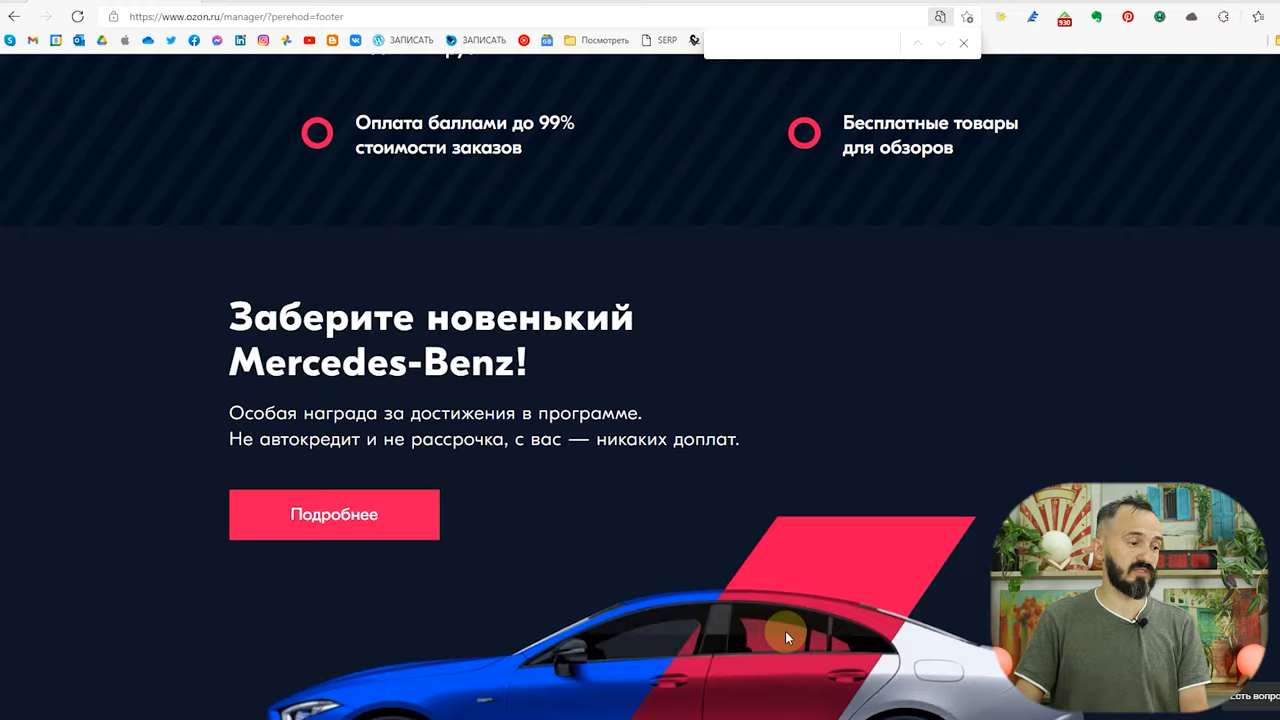 https://www.ozon.ru/manager/?perehod=footer
930
ЗАПИСАТЬ
ЗАПИСАТЬ
Посмотреть
SERP
Оплата баллами до 99%
стоимости заказов
Бесплатные товары
для обзоров
Заберите новенький
Mercedes-Benz!
Особая награда за достижения в программе.
Не автокредит и не рассрочка, с вас — никаких доплат.
Подробнее